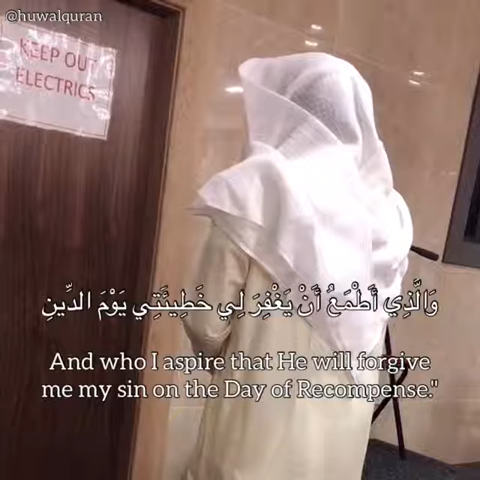 @huwalquran
KEEP OUT
ELECTRICS
وَالَّذِي أَطْمَعُ أَنْ يَغْفِرَ لِي خَطِيئَتِي يَوْمَ الدِّينِ
And who I aspire that He will forgive
me my sin on the Day of Recompense."